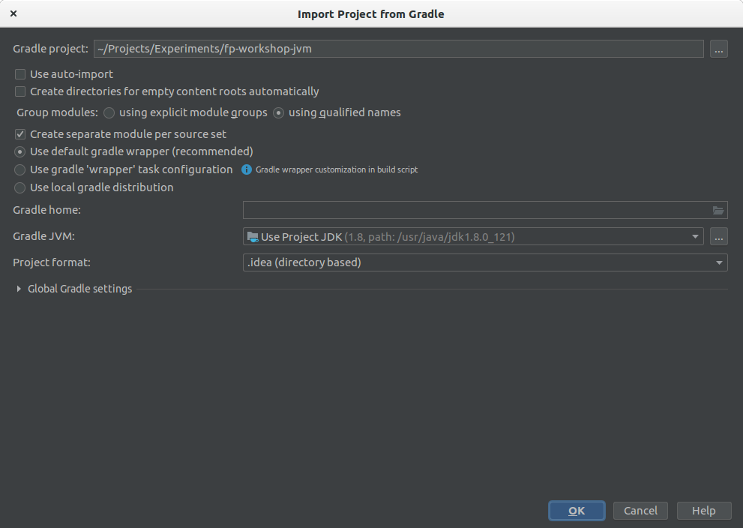 Import Project from Gradle
Gradle project: ~/Projects/Experiments/fp-workshop-jvm ...
Use auto-import
Create directories for empty content roots automatically
Group modules: using explicit module groups using qualified names
Create separate module per source set
Use default gradle wrapper (recommended)
Use gradle 'wrapper' task configuration Gradle wrapper customization in build script
Use local gradle distribution
Gradle home:
Gradle JVM: Use Project JDK (1.8, path: /usr/java/jdk1.8.0_121) ...
Project format: .idea (directory based)
Global Gradle settings
OK Cancel Help